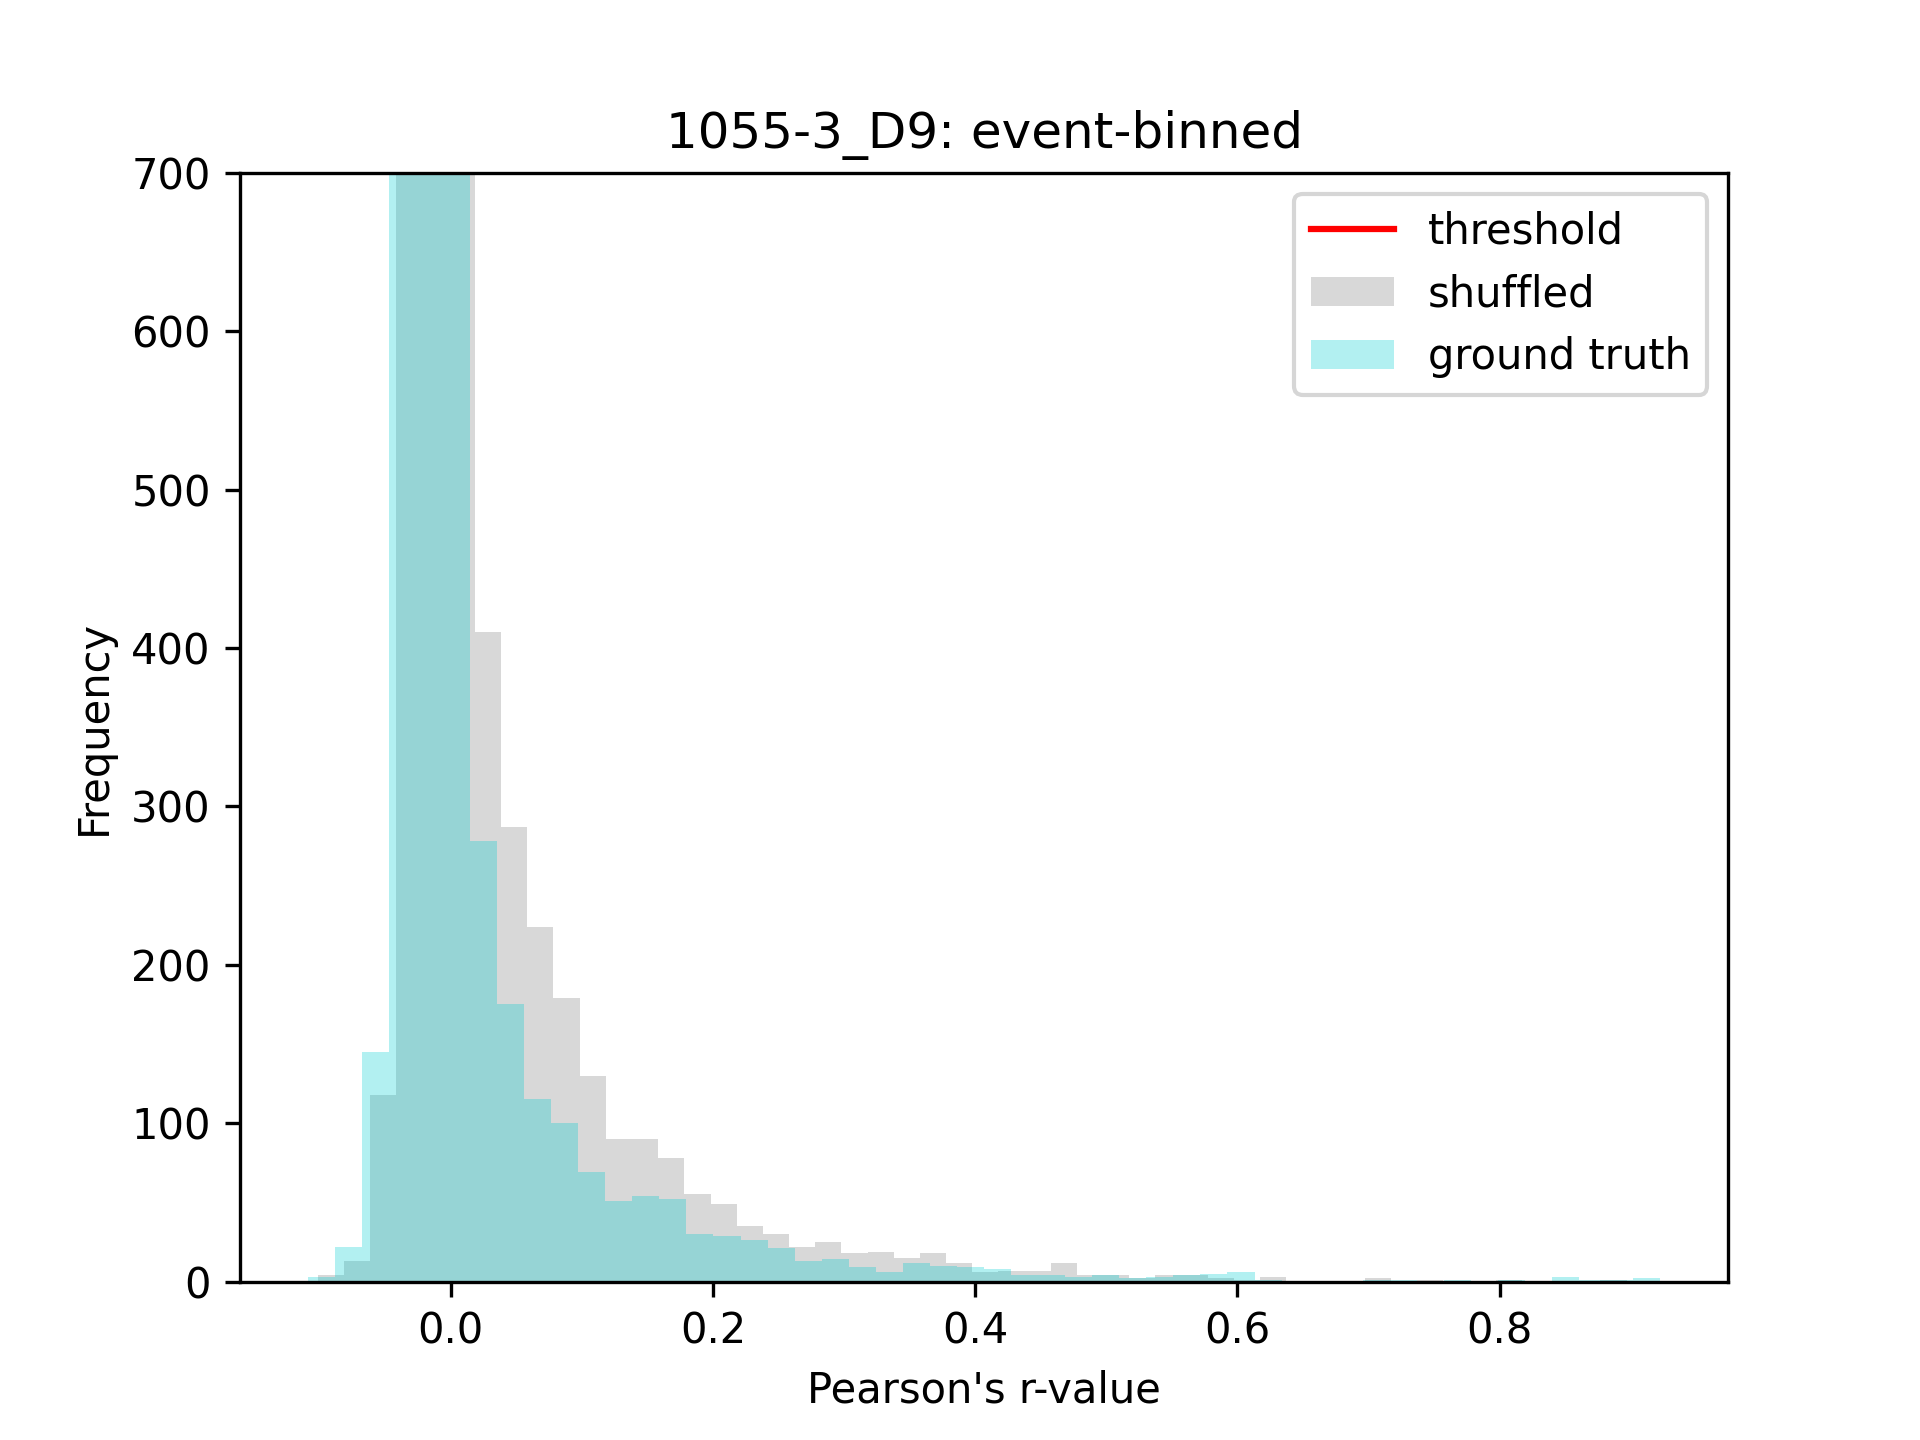 1055-3_D9: event-binned
700
600
500
400
300
200
100
0
Frequency
threshold
shuffled
ground truth
0.0 0.2 0.4 0.6 0.8
Pearson's r-value